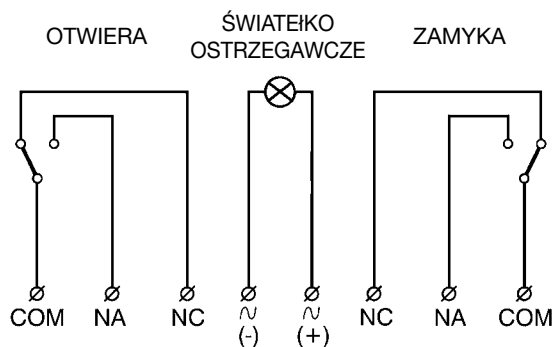 OTWIERA
ŚWIATEŁKO
OSTRZEGAWCZE
ZAMYKA
COM NA NC ~ ~ NC NA COM
(-) (+)